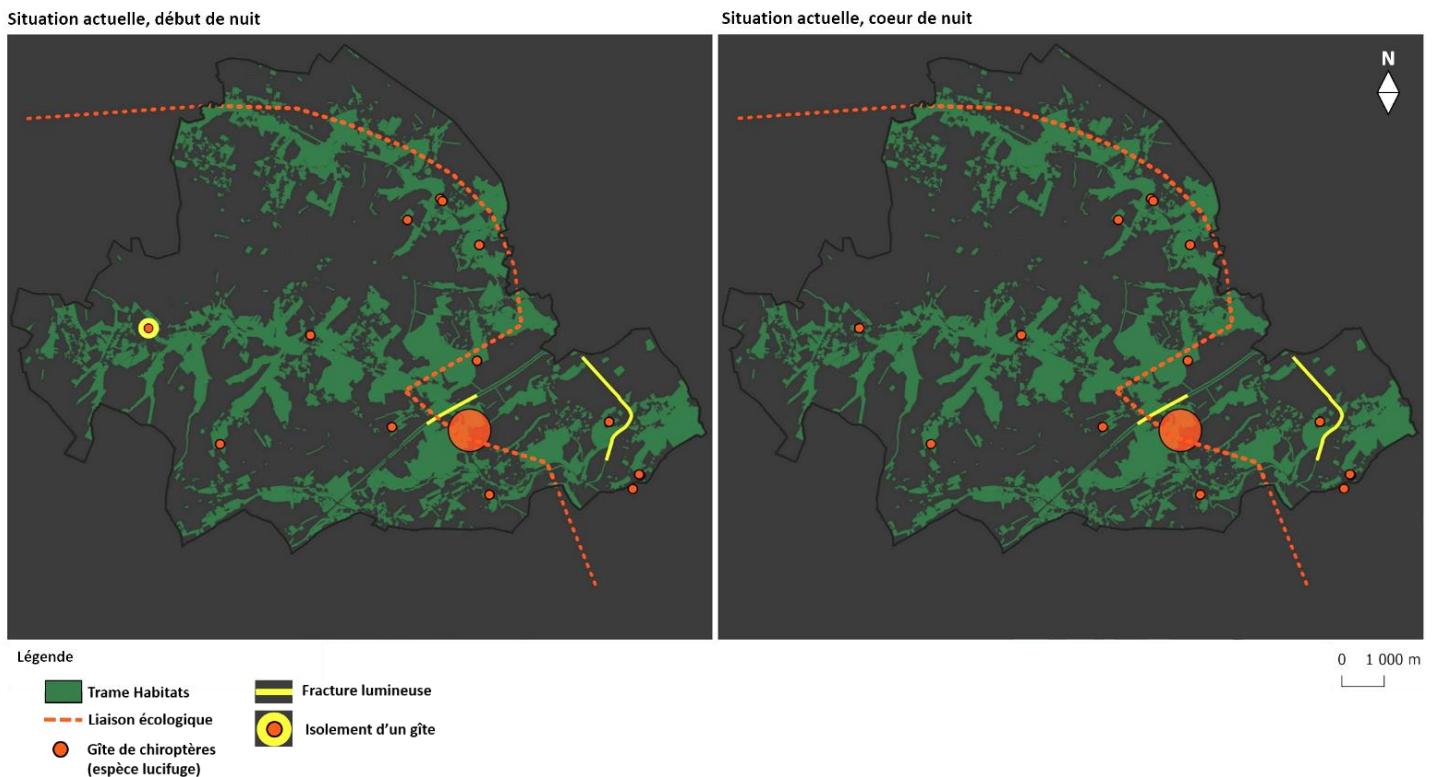 Situation actuelle, début de nuit
Situation actuelle, coeur de nuit
N
Légende
Trame Habitats
Liaison écologique
Gîte de chiroptères
(espèce lucifuge)
Fracture lumineuse
Isolement d'un gîte
0 1 000 m